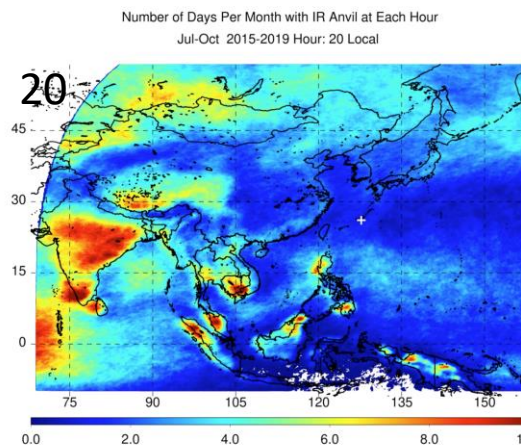 Number of Days Per Month with IR Anvil at Each Hour
Jul-Oct 2015-2019 Hour: 20 Local
20
45
30
15
0
75 90 105 120 135 150
0.0 2.0 4.0 6.0 8.0